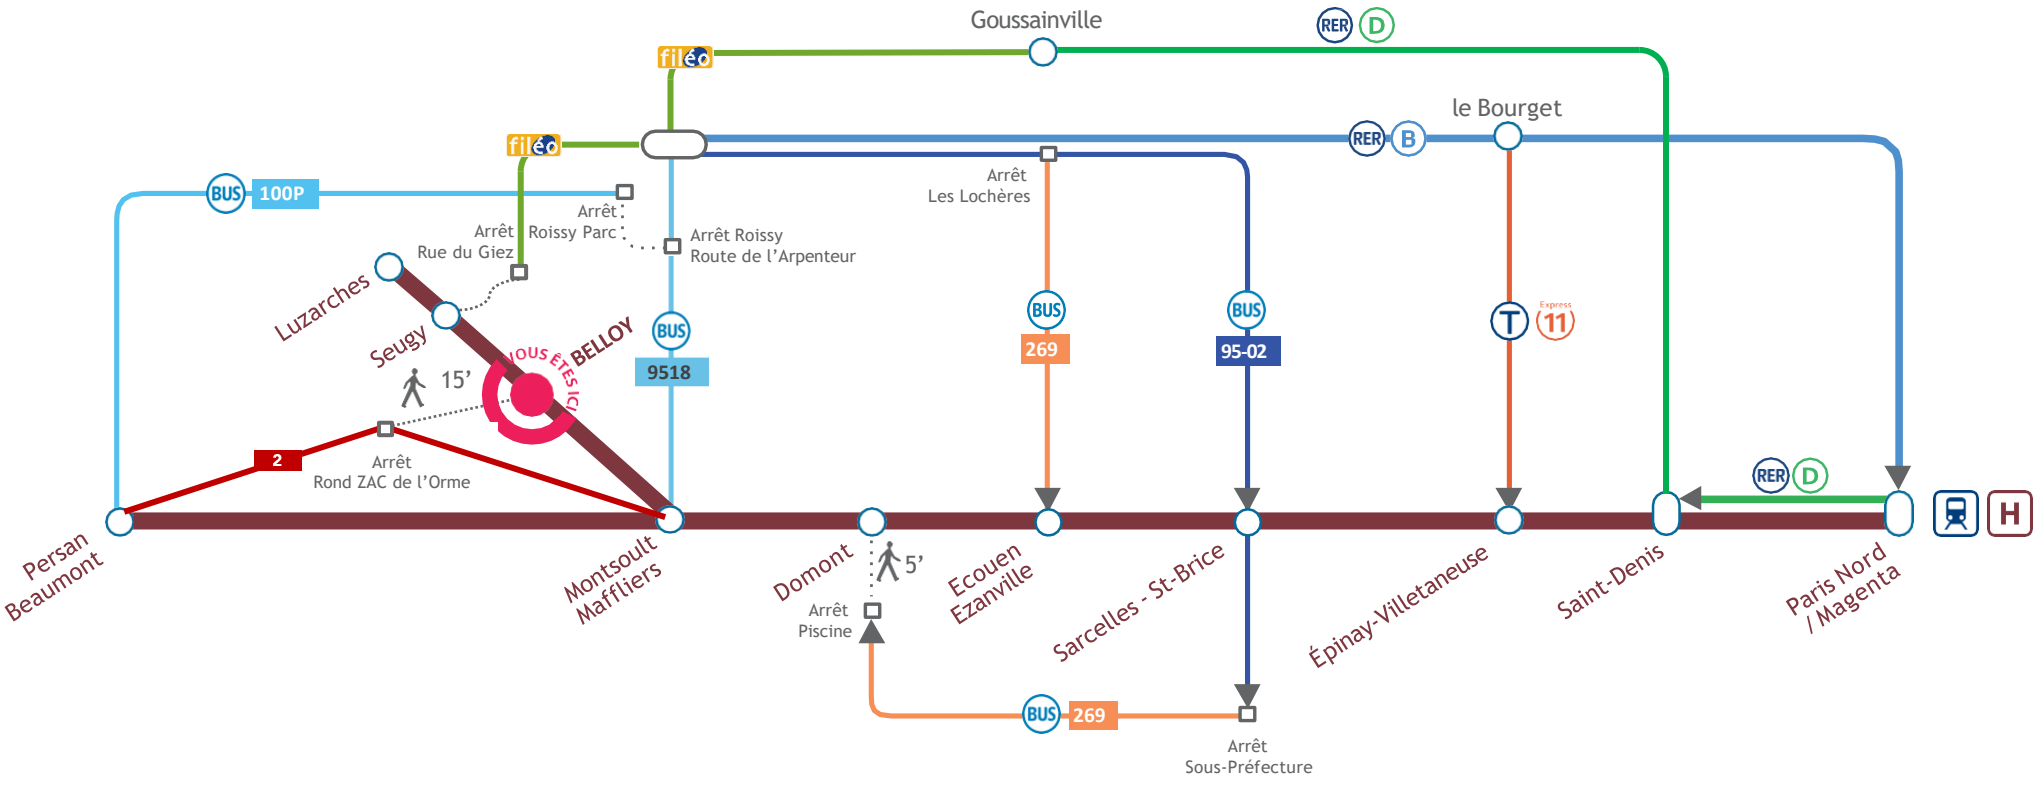 Goussainville
RER D
filéo
le Bourget
filéo
RER B
BUS 100P
Arrêt
Les Lochères
Arrêt
Roissy Parc
Arrêt
Rue du Giez
Arrêt Roissy
Route de l’Arpenteur
Luzarches
Seugy
BELLOY
VOUS ÊTES ICI
15’
BUS
9518
BUS
269
BUS
95-02
T
Express
11
2
Arrêt
Rond ZAC de l’Orme
RER D
H
Persan
Beaumont
Montsoult
Maffliers
Domont
5’
Ecouen
Ezanville
Sarcelles - St-Brice
Épinay-Villetaneuse
Saint-Denis
Paris Nord
/ Magenta
Arrêt
Piscine
BUS 269
Arrêt
Sous-Préfecture